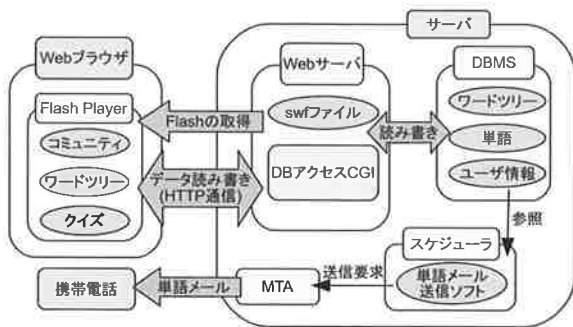 サーバ
Webブラウザ
Flash Player
コミュニティ
ワードツリー
クイズ
Flashの取得
データ読み書き
(HTTP通信)
Webサーバ
swfファイル
DBアクセスCGI
読み書き
DBMS
ワードツリー
単語
ユーザ情報
参照
スケジューラ
単語メール
送信ソフト
送信要求
MTA
単語メール
携帯電話